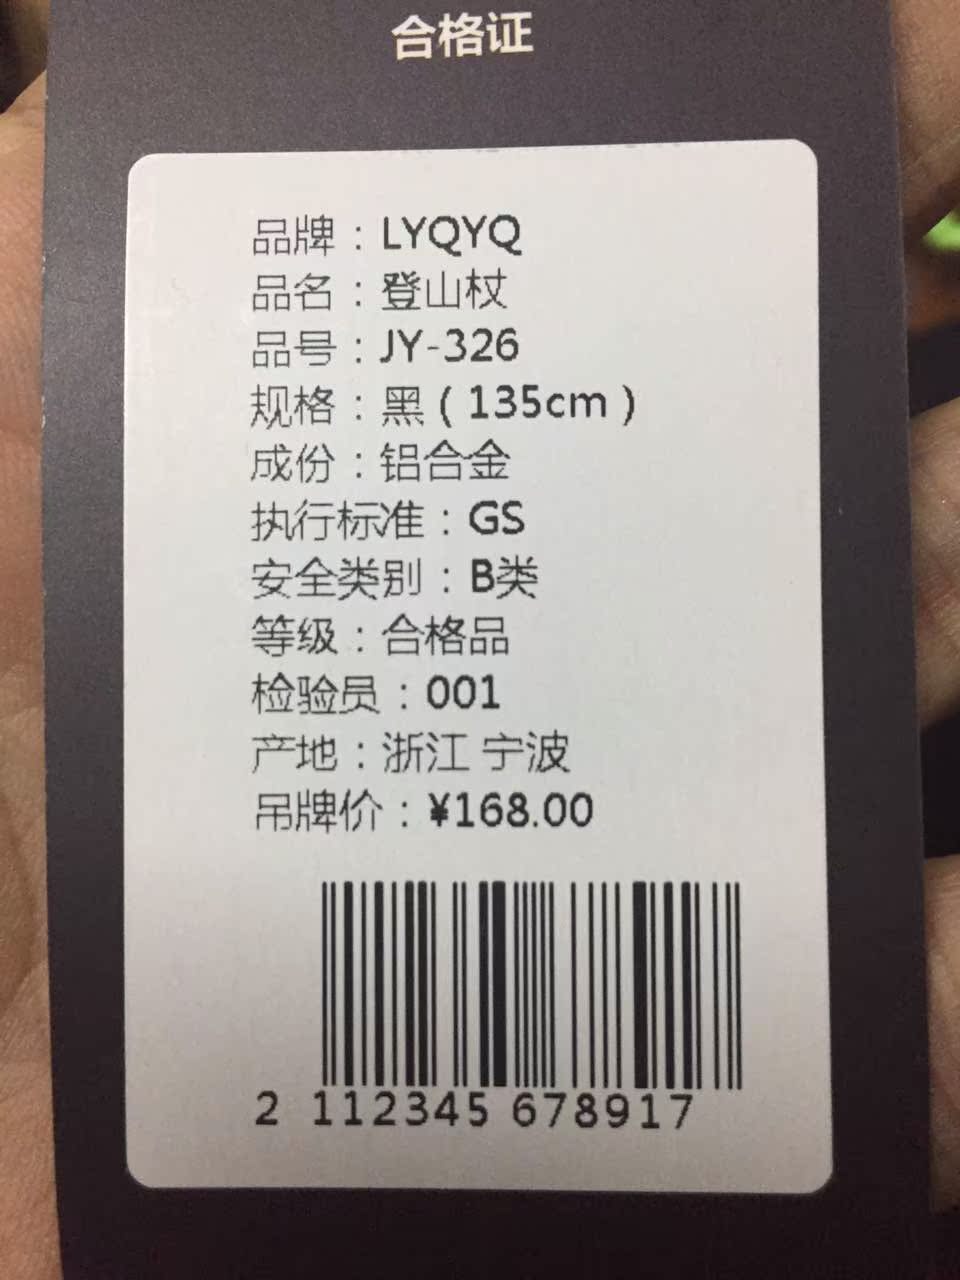 合格证
品牌：LYQYQ
品名：登山杖
品号：JY-326
规格：黑（135cm）
成份：铝合金
执行标准：GS
安全类别：B类
等级：合格品
检验员：001
产地：浙江 宁波
吊牌价：¥168.00
2 112345 678917